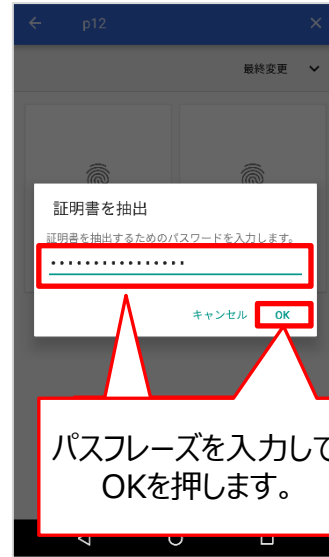 p12
最終変更
証明書を抽出
証明書を抽出するためのパスワードを入力します。
••••••••••••••••
キャンセル OK
パスフレーズを入力して
OKを押します。